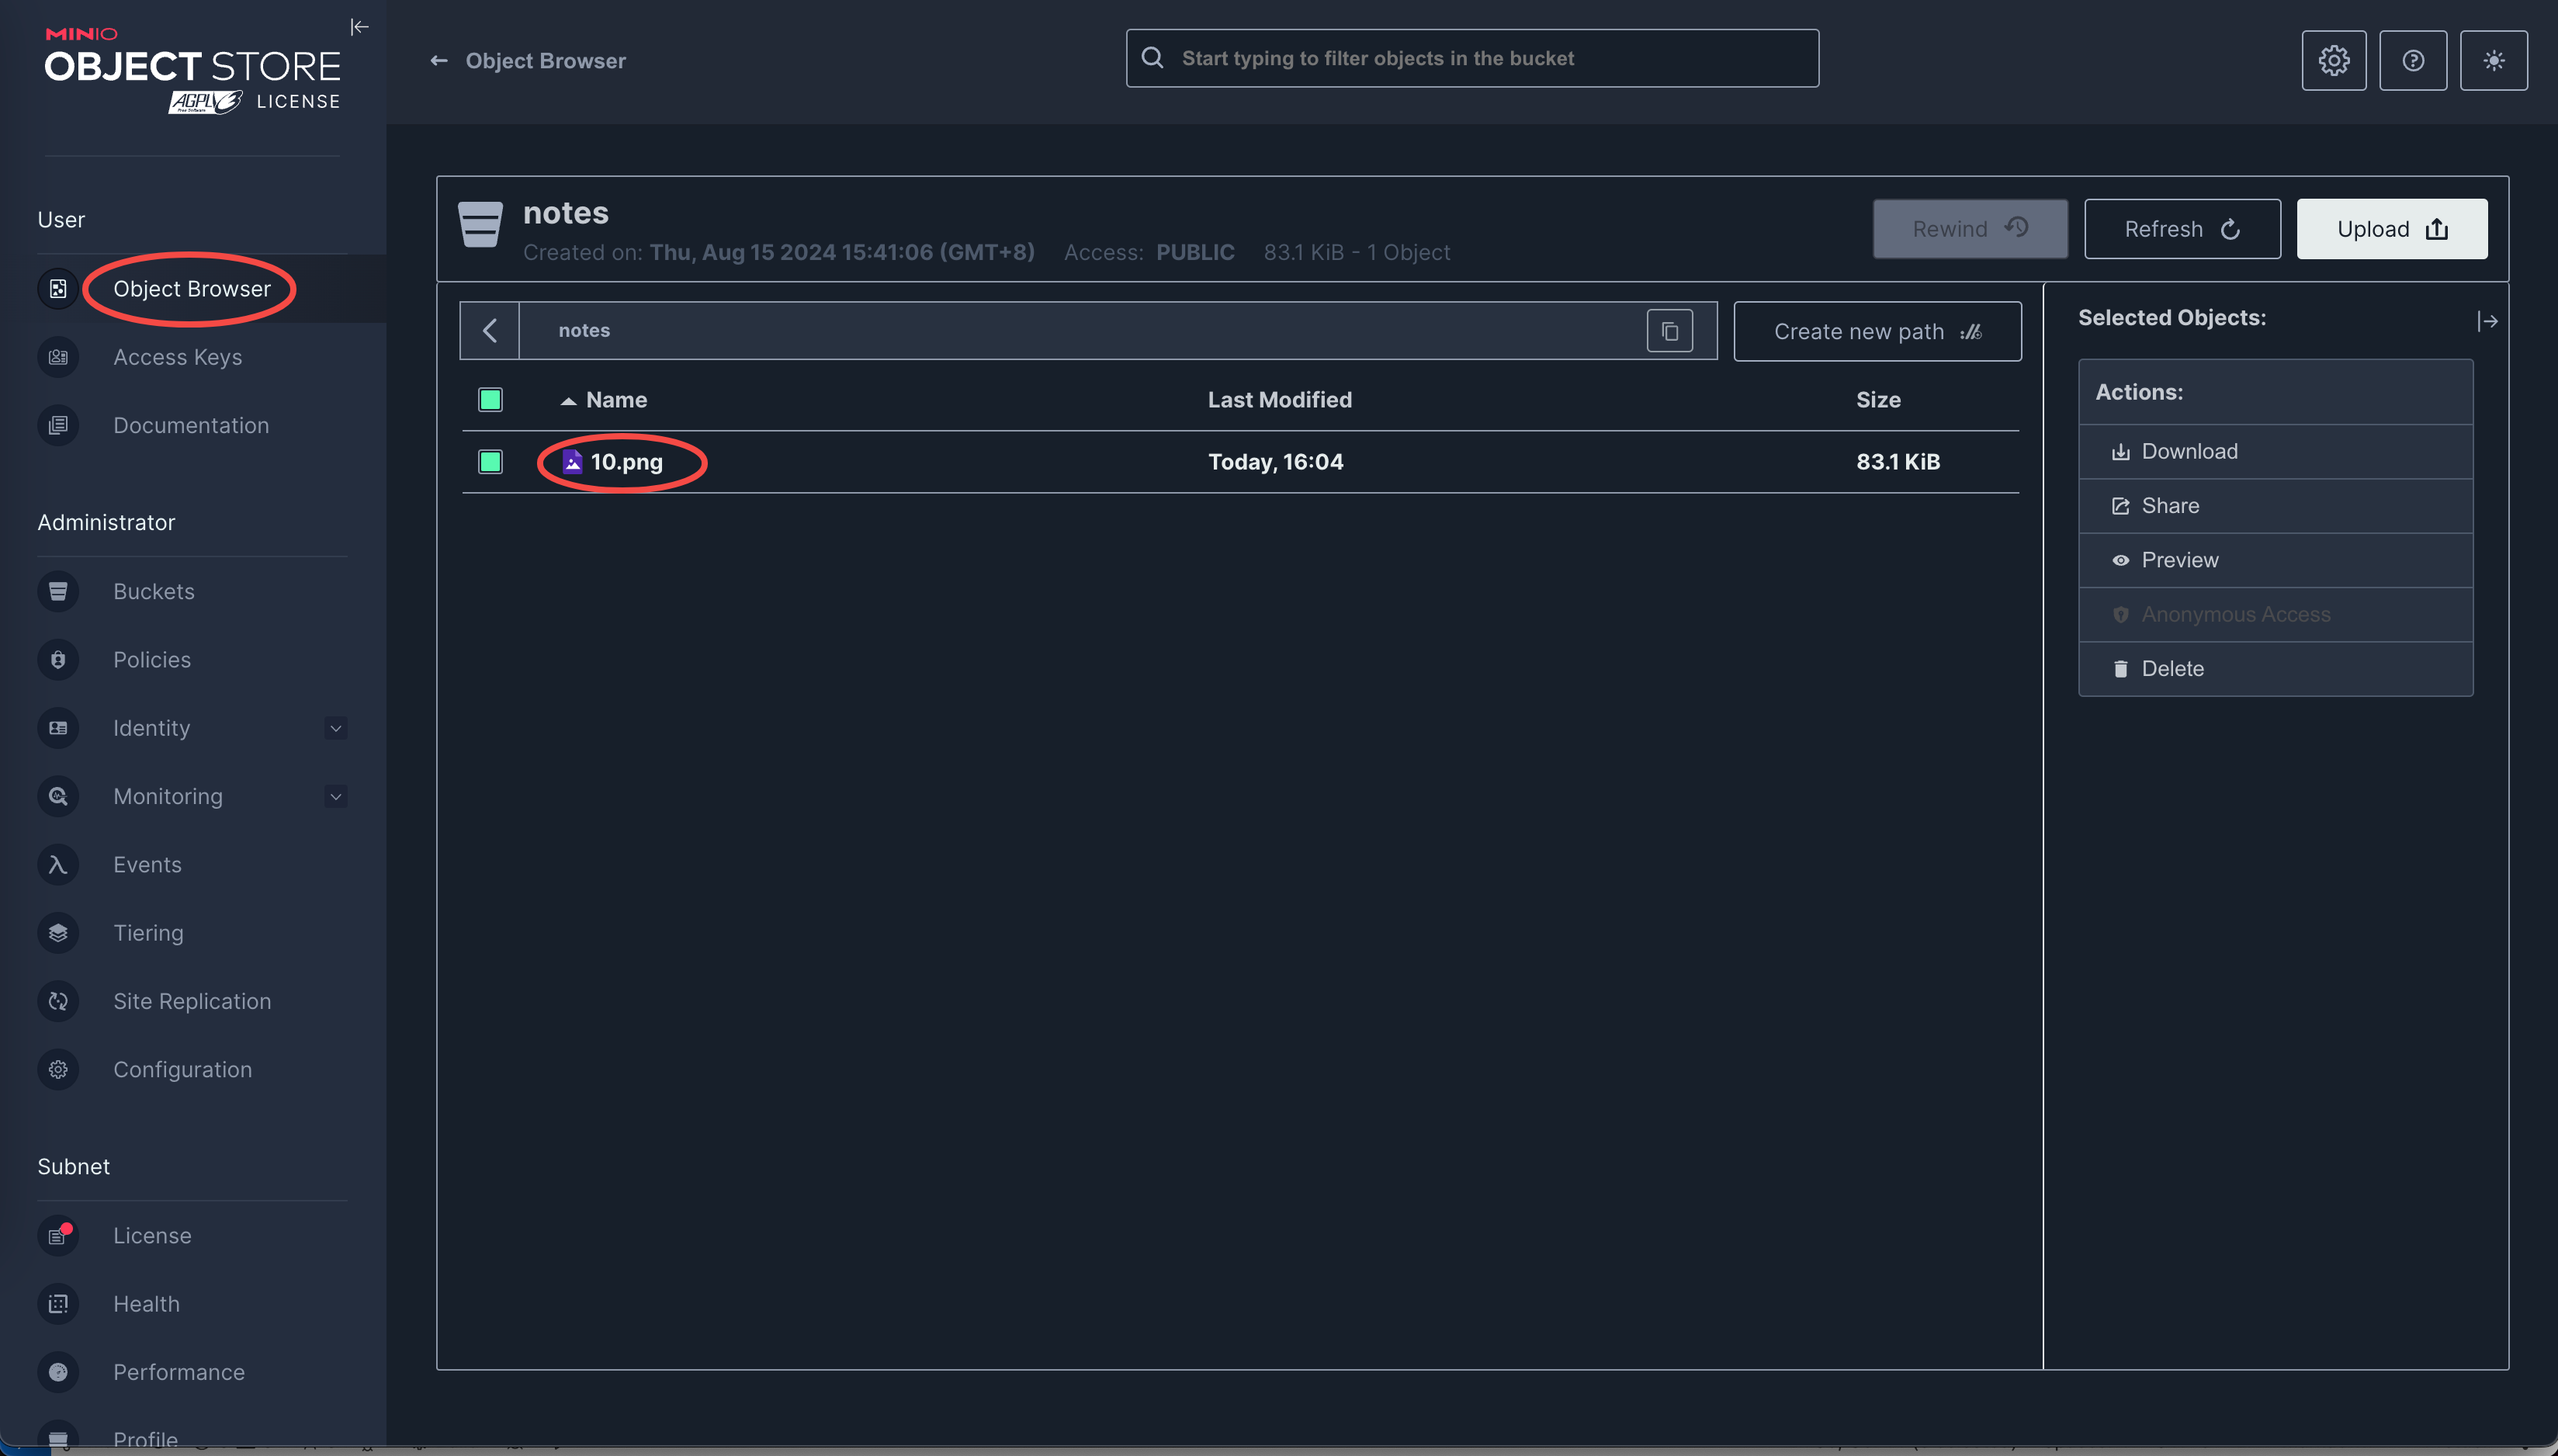 MINIO
OBJECT STORE
AGPL v3 LICENSE
Free Software
Object Browser
Start typing to filter objects in the bucket
User
Object Browser
Access Keys
Documentation
Administrator
Buckets
Policies
Identity
Monitoring
Events
Tiering
Site Replication
Configuration
Subnet
License
Health
Performance
Profile
notes
Created on: Thu, Aug 15 2024 15:41:06 (GMT+8) Access: PUBLIC 83.1 KiB - 1 Object
Rewind
Refresh
Upload
notes
Create new path
Name Last Modified Size
10.png Today, 16:04 83.1 KiB
Selected Objects:
Actions:
Download
Share
Preview
Anonymous Access
Delete